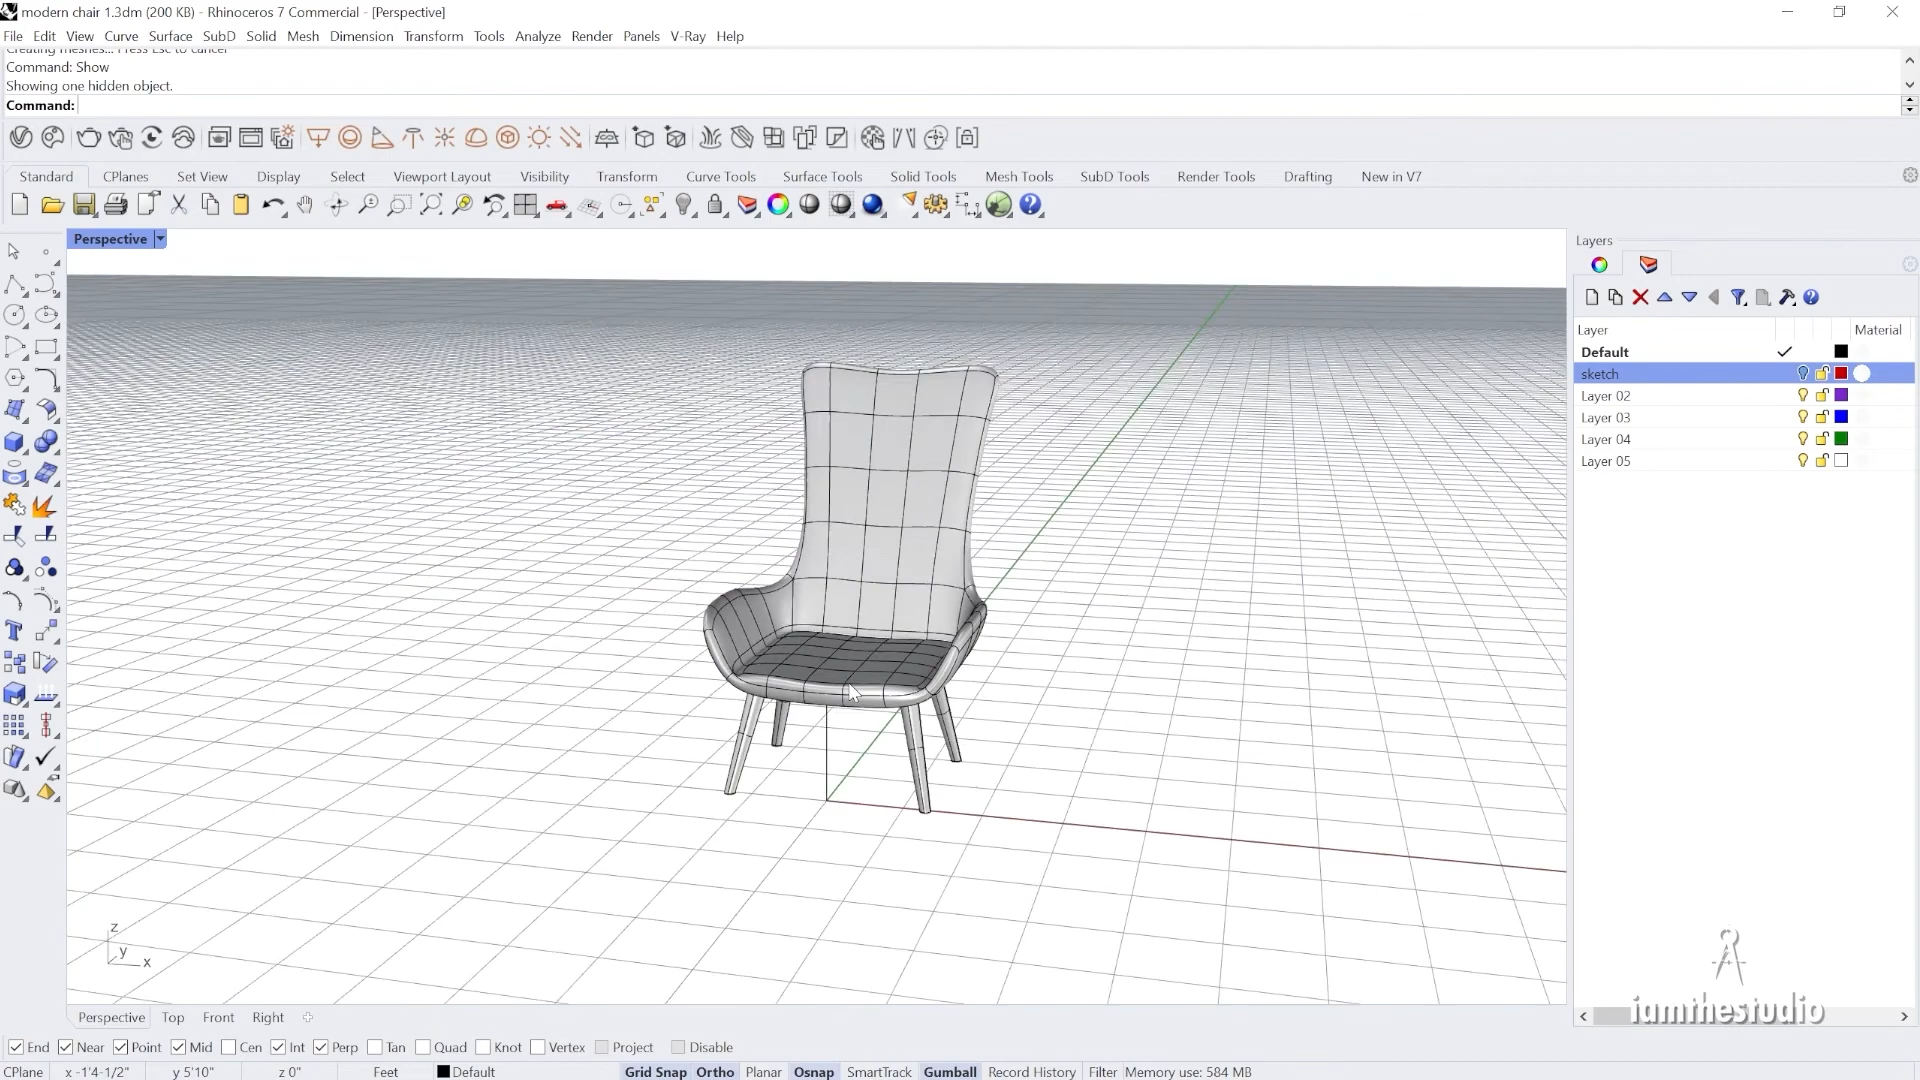 modern chair 1.3dm (200 KB) - Rhinoceros 7 Commercial - [Perspective]
File Edit View Curve Surface SubD Solid Mesh Dimension Transform Tools Analyze Render Panels V-Ray Help
Creating meshes... Press Esc to cancel
Command: Show
Showing one hidden object.
Command:
Standard CPlanes Set View Display Select Viewport Layout Visibility Transform Curve Tools Surface Tools Solid Tools Mesh Tools SubD Tools Render Tools Drafting New in V7
Perspective
Layers
Layer Material
Default
sketch
Layer 02
Layer 03
Layer 04
Layer 05
z
y
x
iamthestudio
Perspective Top Front Right
End Near Point Mid Cen Int Perp Tan Quad Knot Vertex Project Disable
CPlane x -1'4-1/2" y 5'10" z 0" Feet Default Grid Snap Ortho Planar Osnap SmartTrack Gumball Record History Filter Memory use: 584 MB